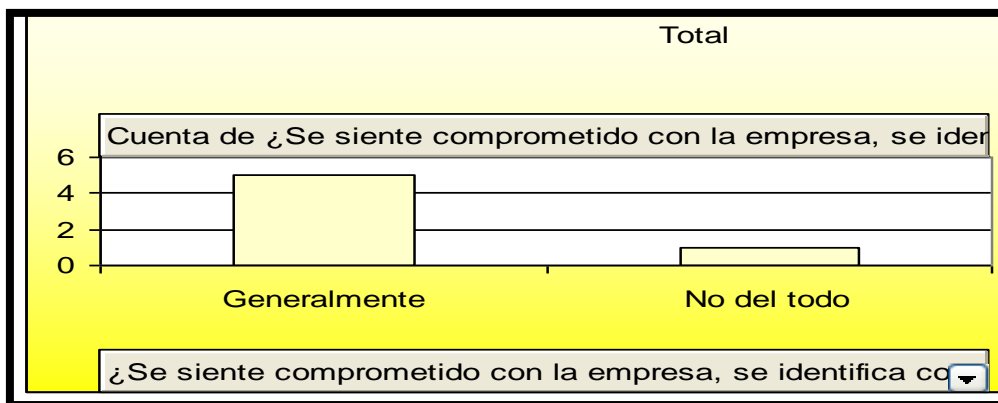 Total
Cuenta de ¿Se siente comprometido con la empresa, se iden
6
4
2
0
Generalmente
No del todo
¿Se siente comprometido con la empresa, se identifica co